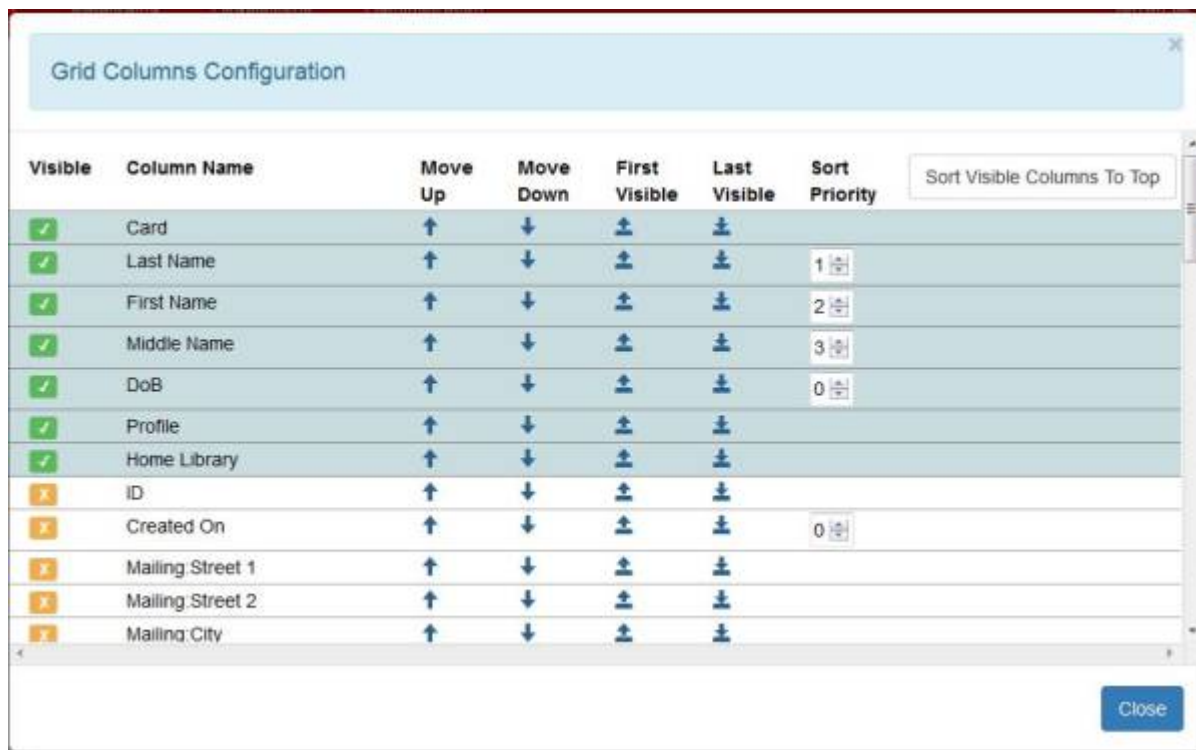 Grid Columns Configuration
×
Visible Column Name Move Up Move Down First Visible Last Visible Sort Priority Sort Visible Columns To Top
Card
Last Name 1
First Name 2
Middle Name 3
DoB 0
Profile
Home Library
X ID
X Created On 0
X Mailing:Street 1
X Mailing:Street 2
X Mailing:City
Close